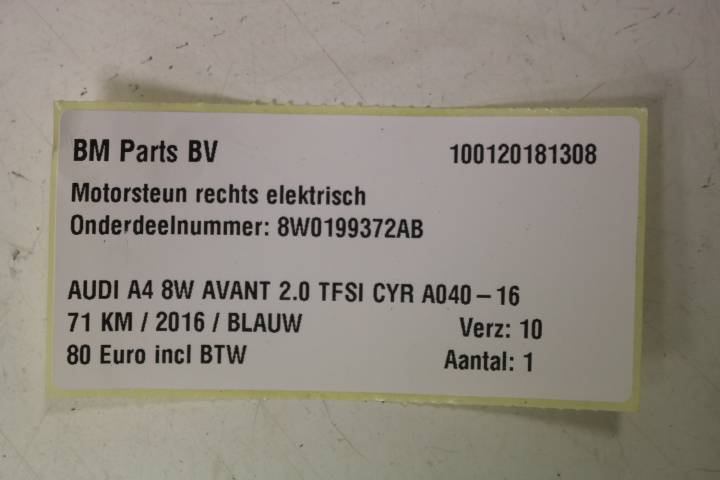 BM Parts BV 100120181308
Motorsteun rechts elektrisch
Onderdeelnummer: 8W0199372AB
AUDI A4 8W AVANT 2.0 TFSI CYR A040-16
71 KM / 2016 / BLAUW Verz: 10
80 Euro incl BTW Aantal: 1